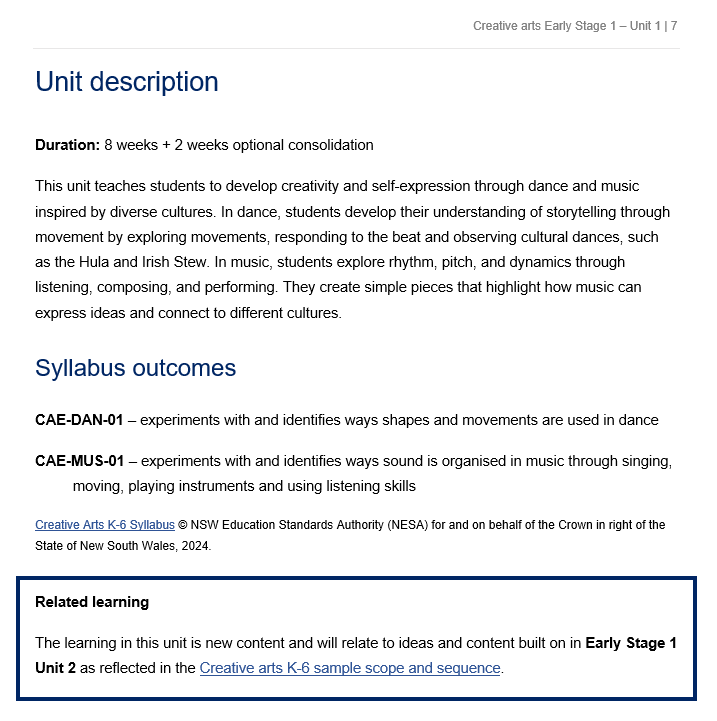 Creative arts Early Stage 1 – Unit 1 | 7
Unit description
Duration: 8 weeks + 2 weeks optional consolidation
This unit teaches students to develop creativity and self-expression through dance and music
inspired by diverse cultures. In dance, students develop their understanding of storytelling through
movement by exploring movements, responding to the beat and observing cultural dances, such
as the Hula and Irish Stew. In music, students explore rhythm, pitch, and dynamics through
listening, composing, and performing. They create simple pieces that highlight how music can
express ideas and connect to different cultures.
Syllabus outcomes
CAE-DAN-01 – experiments with and identifies ways shapes and movements are used in dance
CAE-MUS-01 – experiments with and identifies ways sound is organised in music through singing,
moving, playing instruments and using listening skills
Creative Arts K-6 Syllabus © NSW Education Standards Authority (NESA) for and on behalf of the Crown in right of the
State of New South Wales, 2024.
Related learning
The learning in this unit is new content and will relate to ideas and content built on in Early Stage 1
Unit 2 as reflected in the Creative arts K-6 sample scope and sequence.